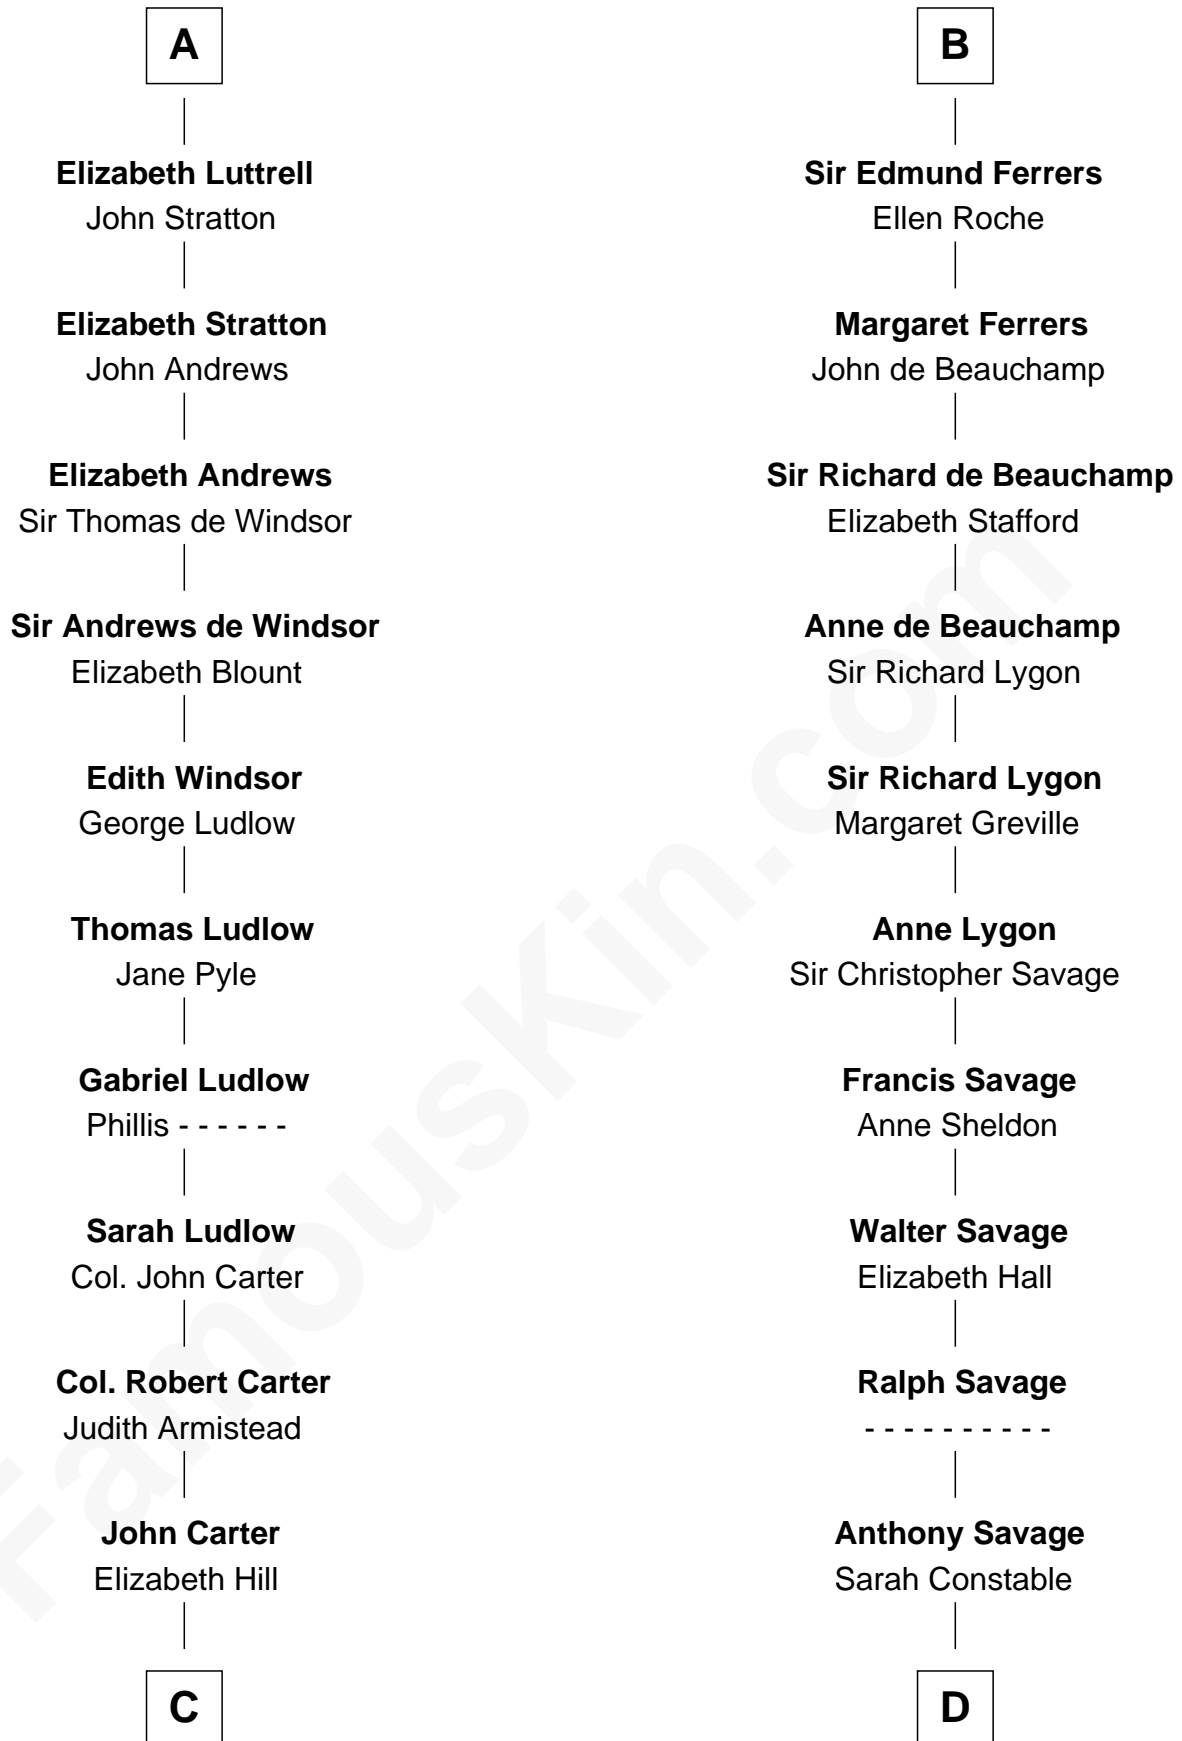 A
Elizabeth Luttrell
John Stratton
Elizabeth Stratton
John Andrews
Elizabeth Andrews
Sir Thomas de Windsor
Sir Andrews de Windsor
Elizabeth Blount
Edith Windsor
George Ludlow
Thomas Ludlow
Jane Pyle
Gabriel Ludlow
Phillis - - - - - -
Sarah Ludlow
Col. John Carter
Col. Robert Carter
Judith Armistead
John Carter
Elizabeth Hill
C
B
Sir Edmund Ferrers
Ellen Roche
Margaret Ferrers
John de Beauchamp
Sir Richard de Beauchamp
Elizabeth Stafford
Anne de Beauchamp
Sir Richard Lygon
Sir Richard Lygon
Margaret Greville
Anne Lygon
Sir Christopher Savage
Francis Savage
Anne Sheldon
Walter Savage
Elizabeth Hall
Ralph Savage
- - - - - - - - - -
Anthony Savage
Sarah Constable
D
FamousKin.com